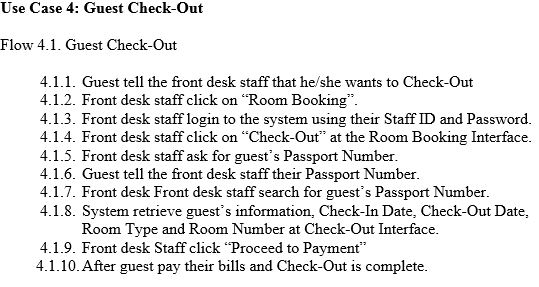 Use Case 4: Guest Check-Out
Flow 4.1. Guest Check-Out
4.1.1. Guest tell the front desk staff that he/she wants to Check-Out
4.1.2. Front desk staff click on “Room Booking”.
4.1.3. Front desk staff login to the system using their Staff ID and Password.
4.1.4. Front desk staff click on “Check-Out” at the Room Booking Interface.
4.1.5. Front desk staff ask for guest’s Passport Number.
4.1.6. Guest tell the front desk staff their Passport Number.
4.1.7. Front desk Front desk staff search for guest’s Passport Number.
4.1.8. System retrieve guest’s information, Check-In Date, Check-Out Date,
Room Type and Room Number at Check-Out Interface.
4.1.9. Front desk Staff click “Proceed to Payment”
4.1.10. After guest pay their bills and Check-Out is complete.